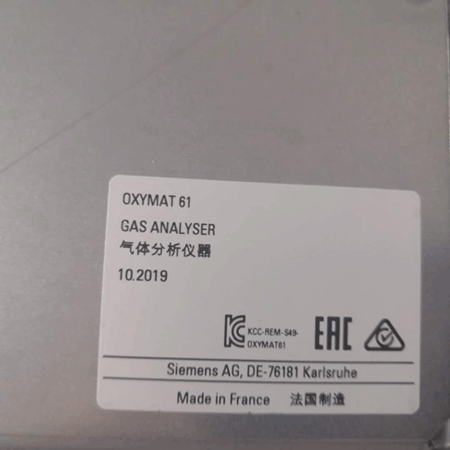 OXYMAT 61
GAS ANALYSER
气体分析仪器
10.2019
KCC-REM-S49-
OXYMAT61
EAC
Siemens AG, DE-76181 Karlsruhe
Made in France 法国制造